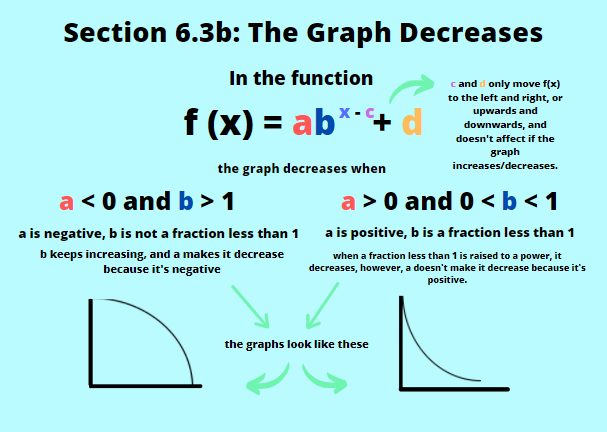 Section 6.3b: The Graph Decreases
In the function
f (x) = ab^x - c + d
c and d only move f(x)
to the left and right, or
upwards and
downwards, and
doesn't affect if the
graph
increases/decreases.
the graph decreases when
a < 0 and b > 1
a is negative, b is not a fraction less than 1
b keeps increasing, and a makes it decrease
because it's negative
a > 0 and 0 < b < 1
a is positive, b is a fraction less than 1
when a fraction less than 1 is raised to a power, it
decreases, however, a doesn't make it decrease because it's
positive.
the graphs look like these